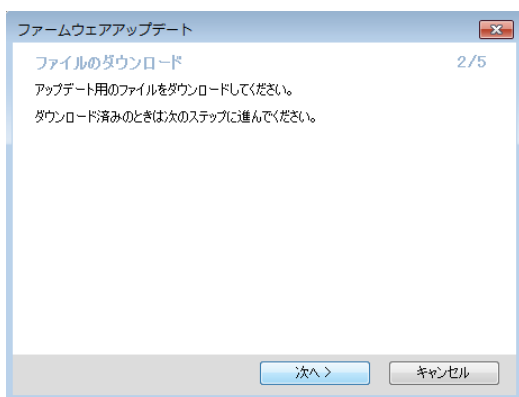 ファームウェアアップデート
ファイルのダウンロード 2/5
アップデート用のファイルをダウンロードしてください。
ダウンロード済みのときは次のステップに進んでください。
次へ > キャンセル